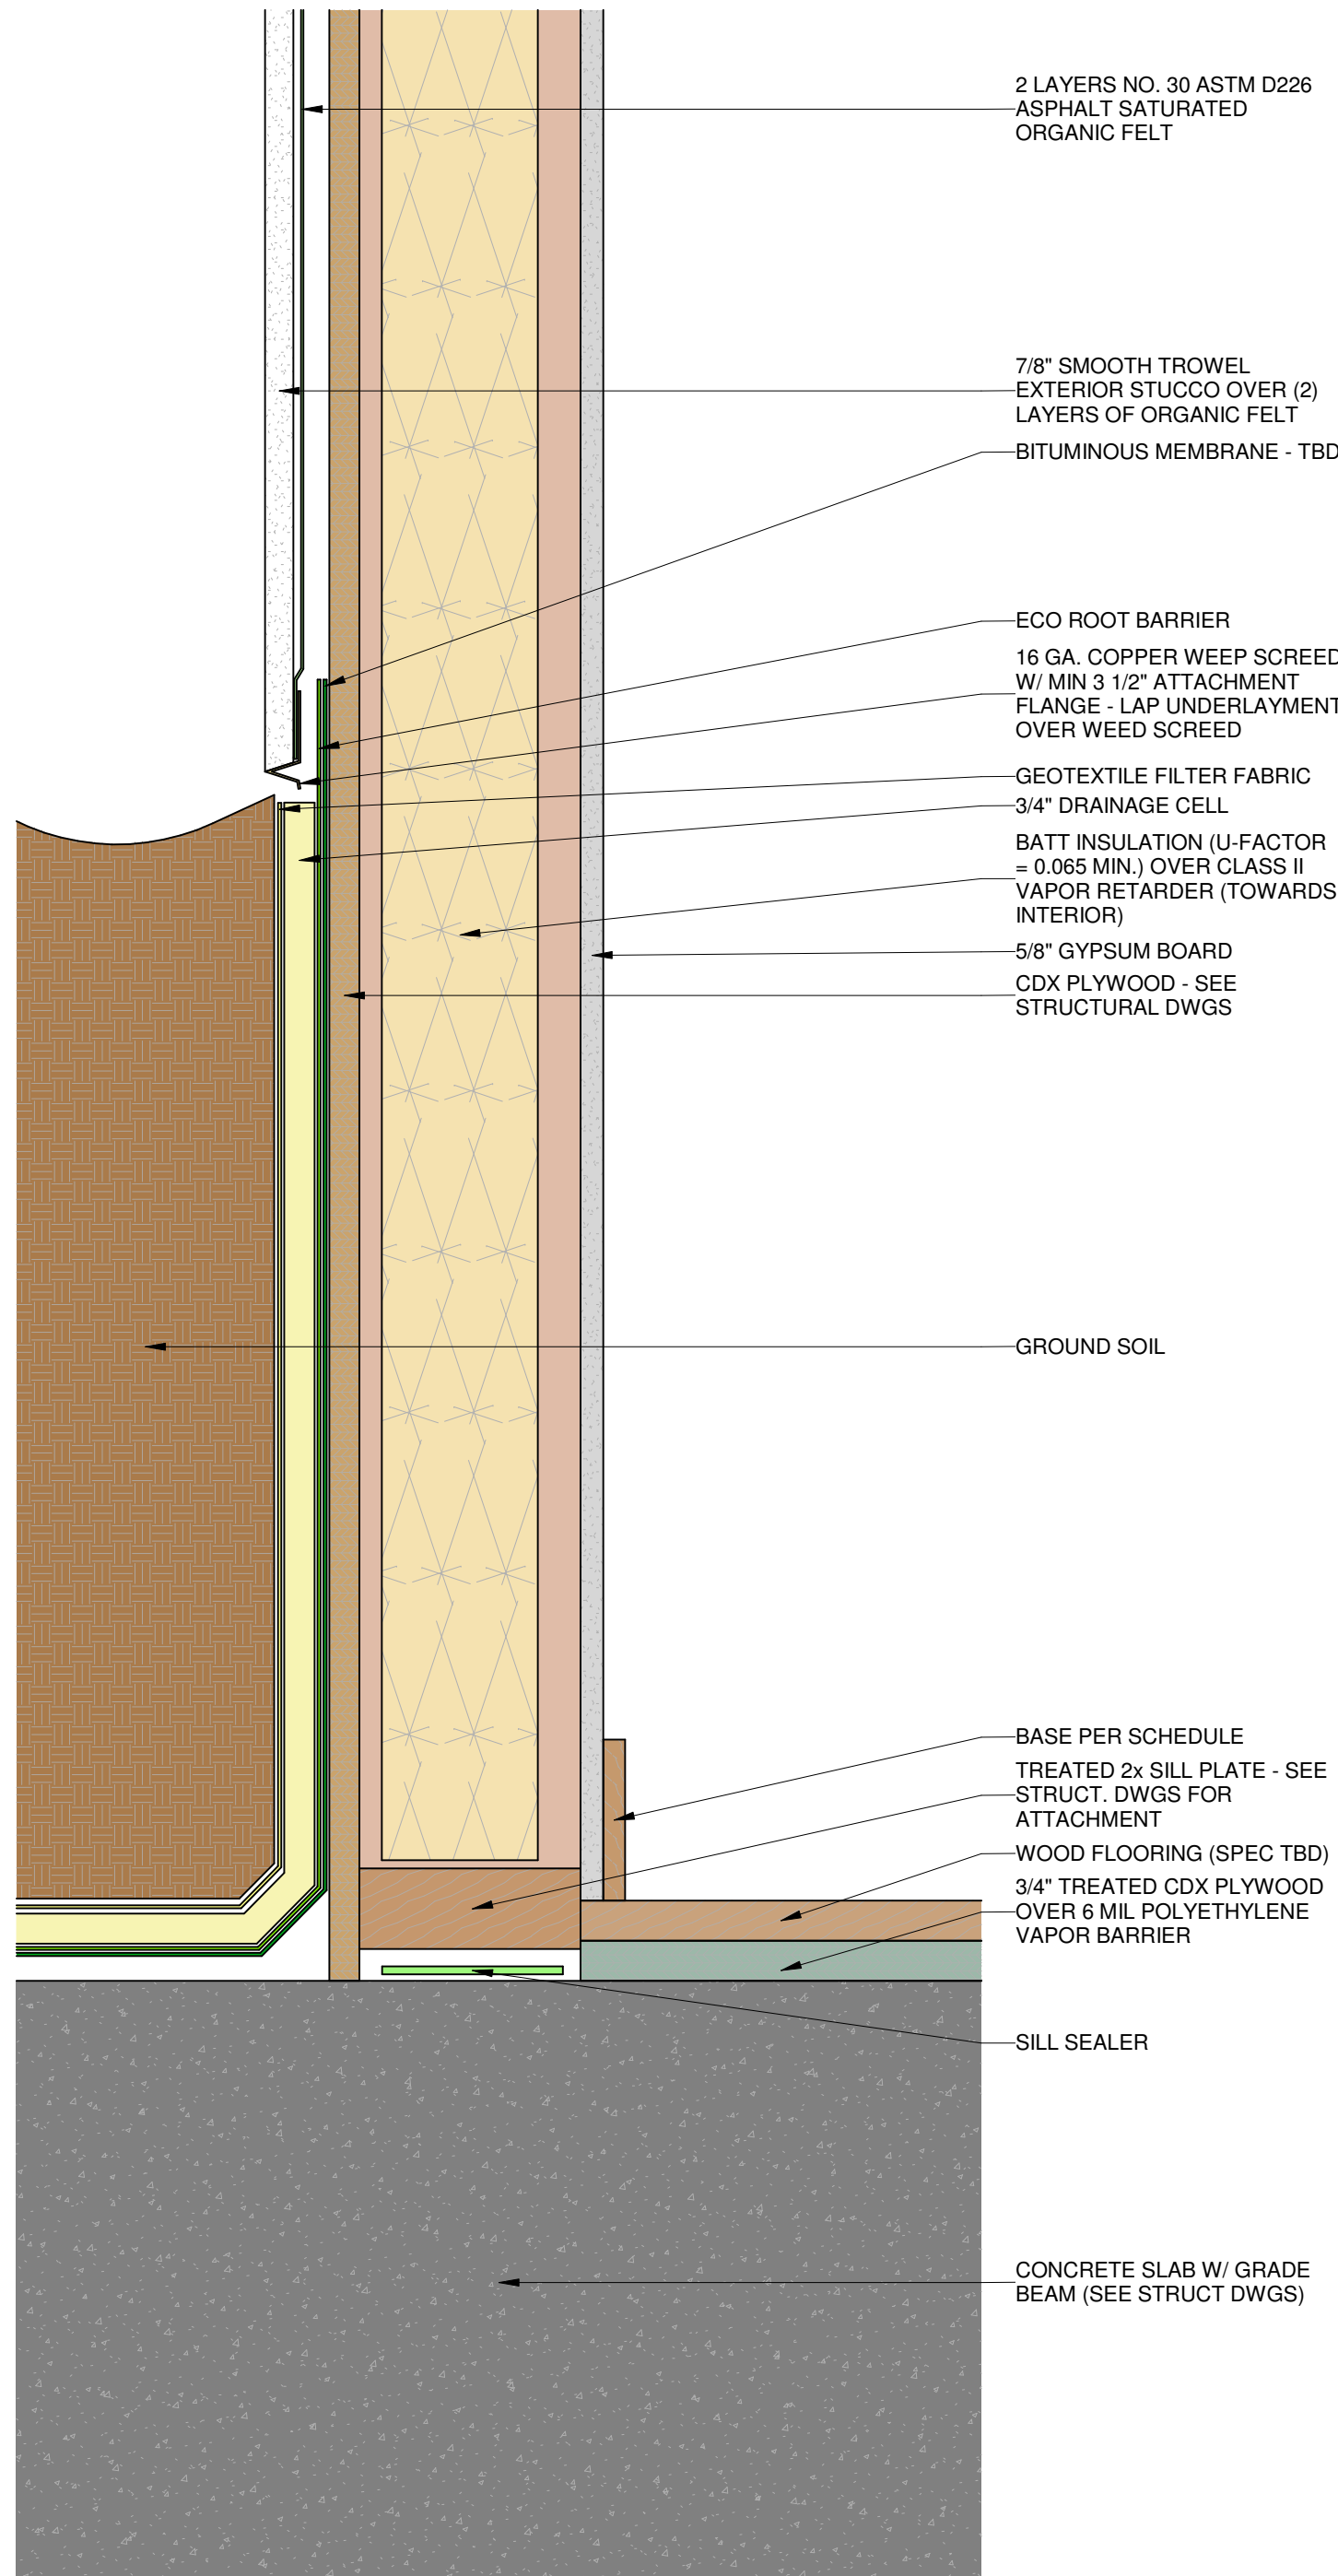 2 LAYERS NO. 30 ASTM D226
ASPHALT SATURATED
ORGANIC FELT
7/8" SMOOTH TROWEL
EXTERIOR STUCCO OVER (2)
LAYERS OF ORGANIC FELT
BITUMINOUS MEMBRANE - TBD
ECO ROOT BARRIER
16 GA. COPPER WEEP SCREED
W/ MIN 3 1/2" ATTACHMENT
FLANGE - LAP UNDERLAYMENT
OVER WEED SCREED
GEOTEXTILE FILTER FABRIC
3/4" DRAINAGE CELL
BATT INSULATION (U-FACTOR
= 0.065 MIN.) OVER CLASS II
VAPOR RETARDER (TOWARDS
INTERIOR)
5/8" GYPSUM BOARD
CDX PLYWOOD - SEE
STRUCTURAL DWGS
GROUND SOIL
BASE PER SCHEDULE
TREATED 2x SILL PLATE - SEE
STRUCT. DWGS FOR
ATTACHMENT
WOOD FLOORING (SPEC TBD)
3/4" TREATED CDX PLYWOOD
OVER 6 MIL POLYETHYLENE
VAPOR BARRIER
SILL SEALER
CONCRETE SLAB W/ GRADE
BEAM (SEE STRUCT DWGS)